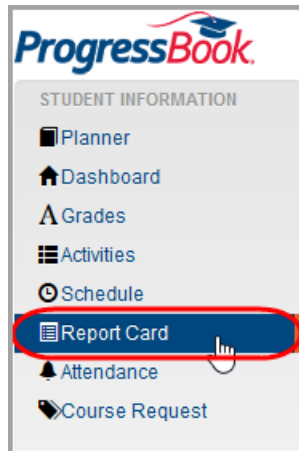 ProgressBook.
STUDENT INFORMATION
Planner
Dashboard
Grades
Activities
Schedule
Report Card
Attendance
Course Request